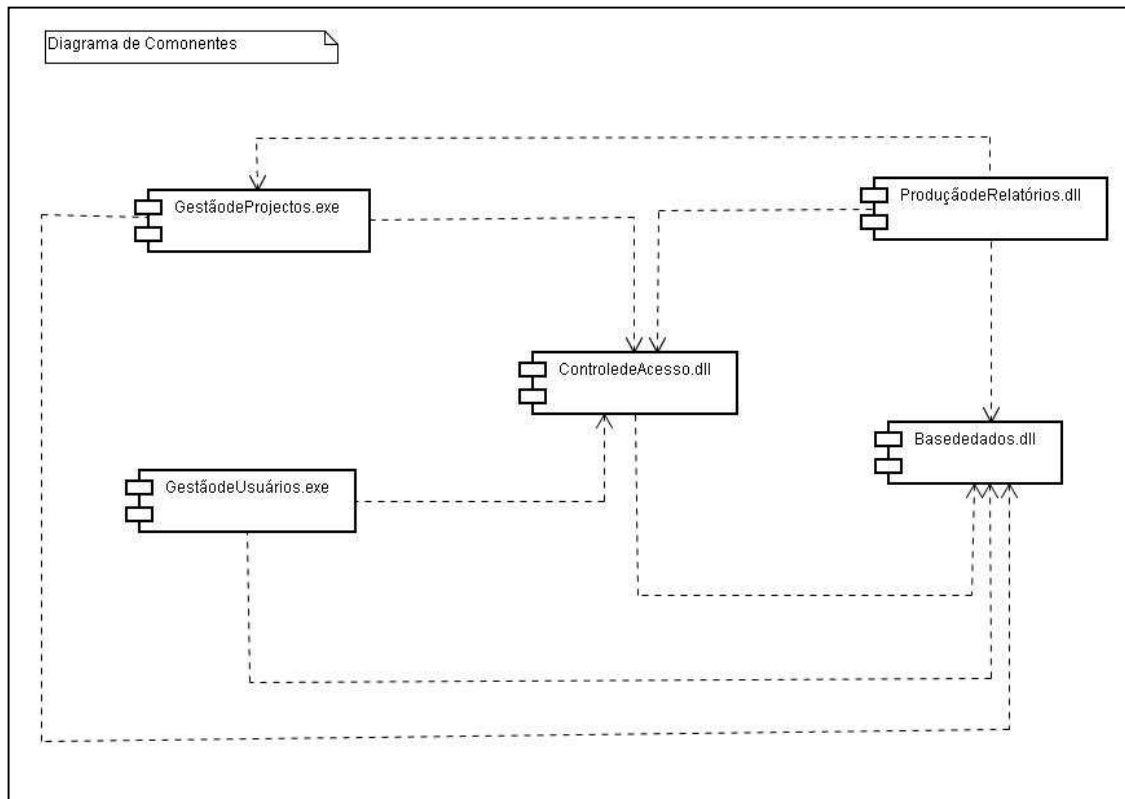 Diagrama de Comonentes
GestãodeProjectos.exe
ProduçãodeRelatórios.dll
ControledeAcesso.dll
Basededados.dll
GestãodeUsuários.exe